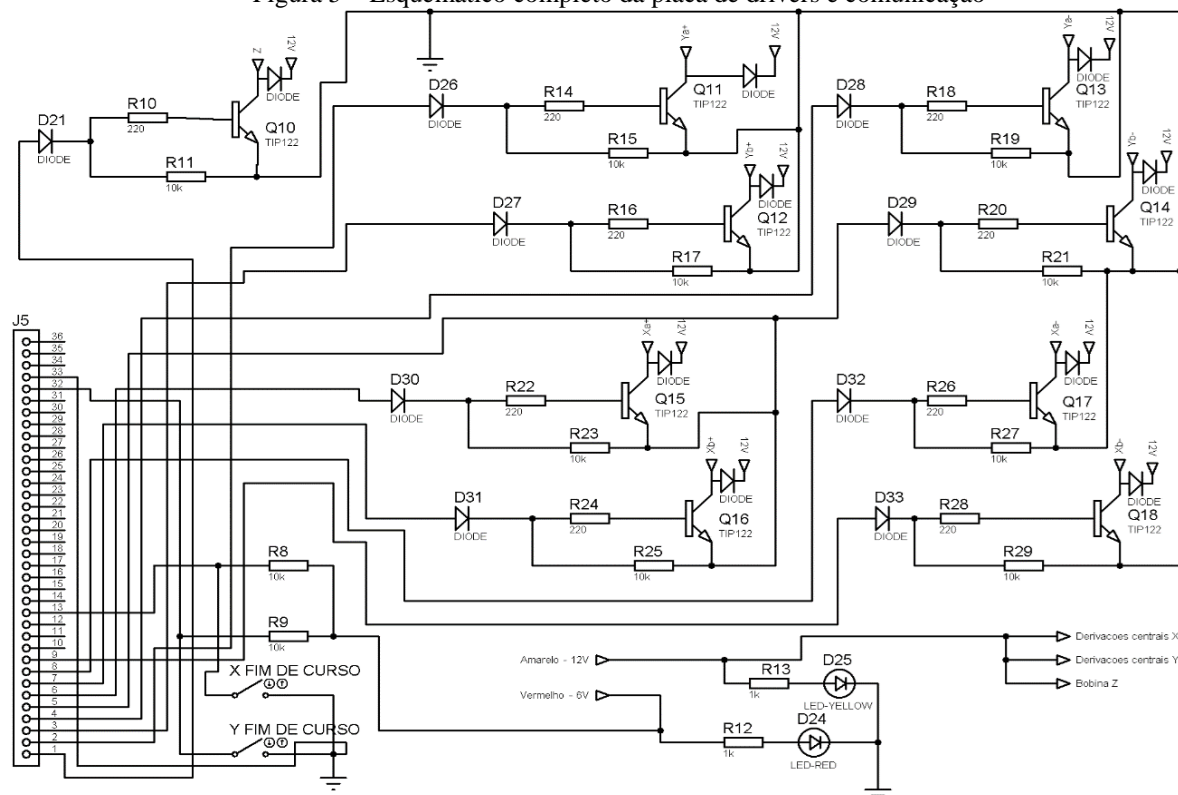 Figura 3 – Esquemático completo da placa de drivers e comunicação
Z
12V
DIODE
D21
DIODE
R10
220
Q10
TIP122
R11
10k
Ya+
12V
DIODE
D26
DIODE
R14
220
Q11
TIP122
R15
10k
Ya-
12V
DIODE
D28
DIODE
R18
220
Q13
TIP122
R19
10k
Yb+
12V
DIODE
D27
DIODE
R16
220
Q12
TIP122
R17
10k
Yb-
12V
DIODE
D29
DIODE
R20
220
Q14
TIP122
R21
10k
J5
36
35
34
33
32
31
30
29
28
27
26
25
24
23
22
21
20
19
18
17
16
15
14
13
12
11
10
9
8
7
6
5
4
3
2
1
Xa+
12V
DIODE
D30
DIODE
R22
220
Q15
TIP122
R23
10k
Xa-
12V
DIODE
D32
DIODE
R26
220
Q17
TIP122
R27
10k
Xb+
12V
DIODE
D31
DIODE
R24
220
Q16
TIP122
R25
10k
Xb-
12V
DIODE
D33
DIODE
R28
220
Q18
TIP122
R29
10k
R8
10k
R9
10k
X FIM DE CURSO
Y FIM DE CURSO
Amarelo - 12V
Vermelho - 6V
R13
1k
D25
LED-YELLOW
R12
1k
D24
LED-RED
Derivacoes centrais X
Derivacoes centrais Y
Bobina Z